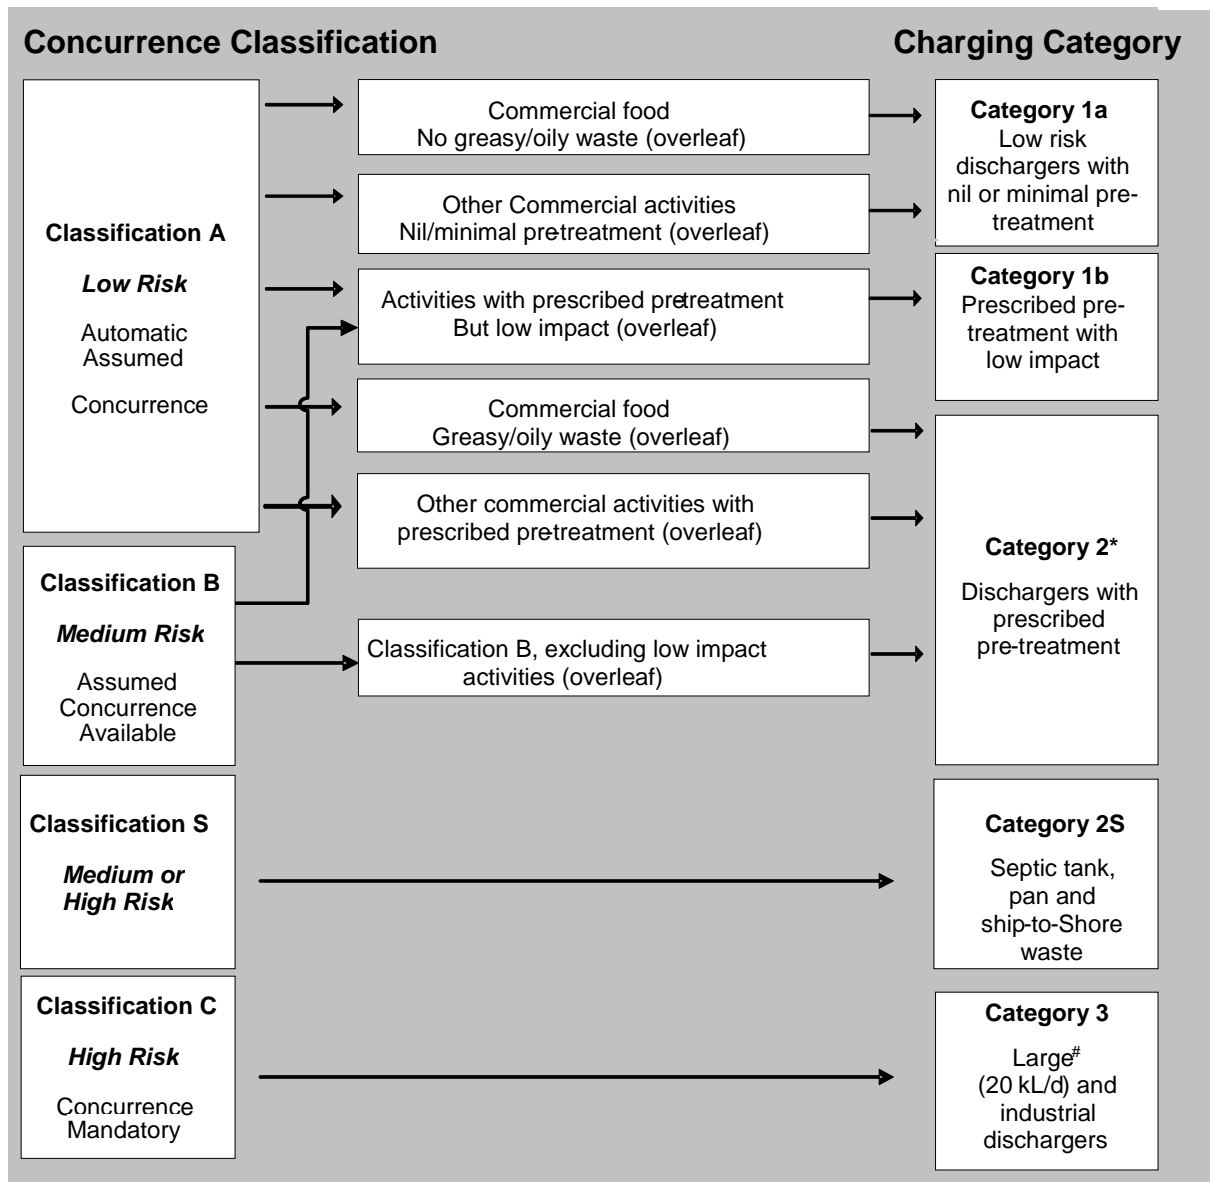 Concurrence Classification
Charging Category
Classification A
Low Risk
Automatic
Assumed
Concurrence
Commercial food
No greasy/oily waste (overleaf)
Other Commercial activities
Nil/minimal pre-treatment (overleaf)
Activities with prescribed pre-treatment
But low impact (overleaf)
Commercial food
Greasy/oily waste (overleaf)
Other commercial activities with
prescribed pre-treatment (overleaf)
Category 1a
Low risk
dischargers with
nil or minimal pre-
treatment
Category 1b
Prescribed pre-
treatment with
low impact
Classification B
Medium Risk
Assumed
Concurrence
Available
Classification B, excluding low impact
activities (overleaf)
Category 2*
Dischargers with
prescribed
pre-treatment
Classification S
Medium or
High Risk
Category 2S
Septic tank,
pan and
ship-to-Shore
waste
Classification C
High Risk
Concurrence
Mandatory
Category 3
Large#
(20 kL/d) and
industrial
dischargers